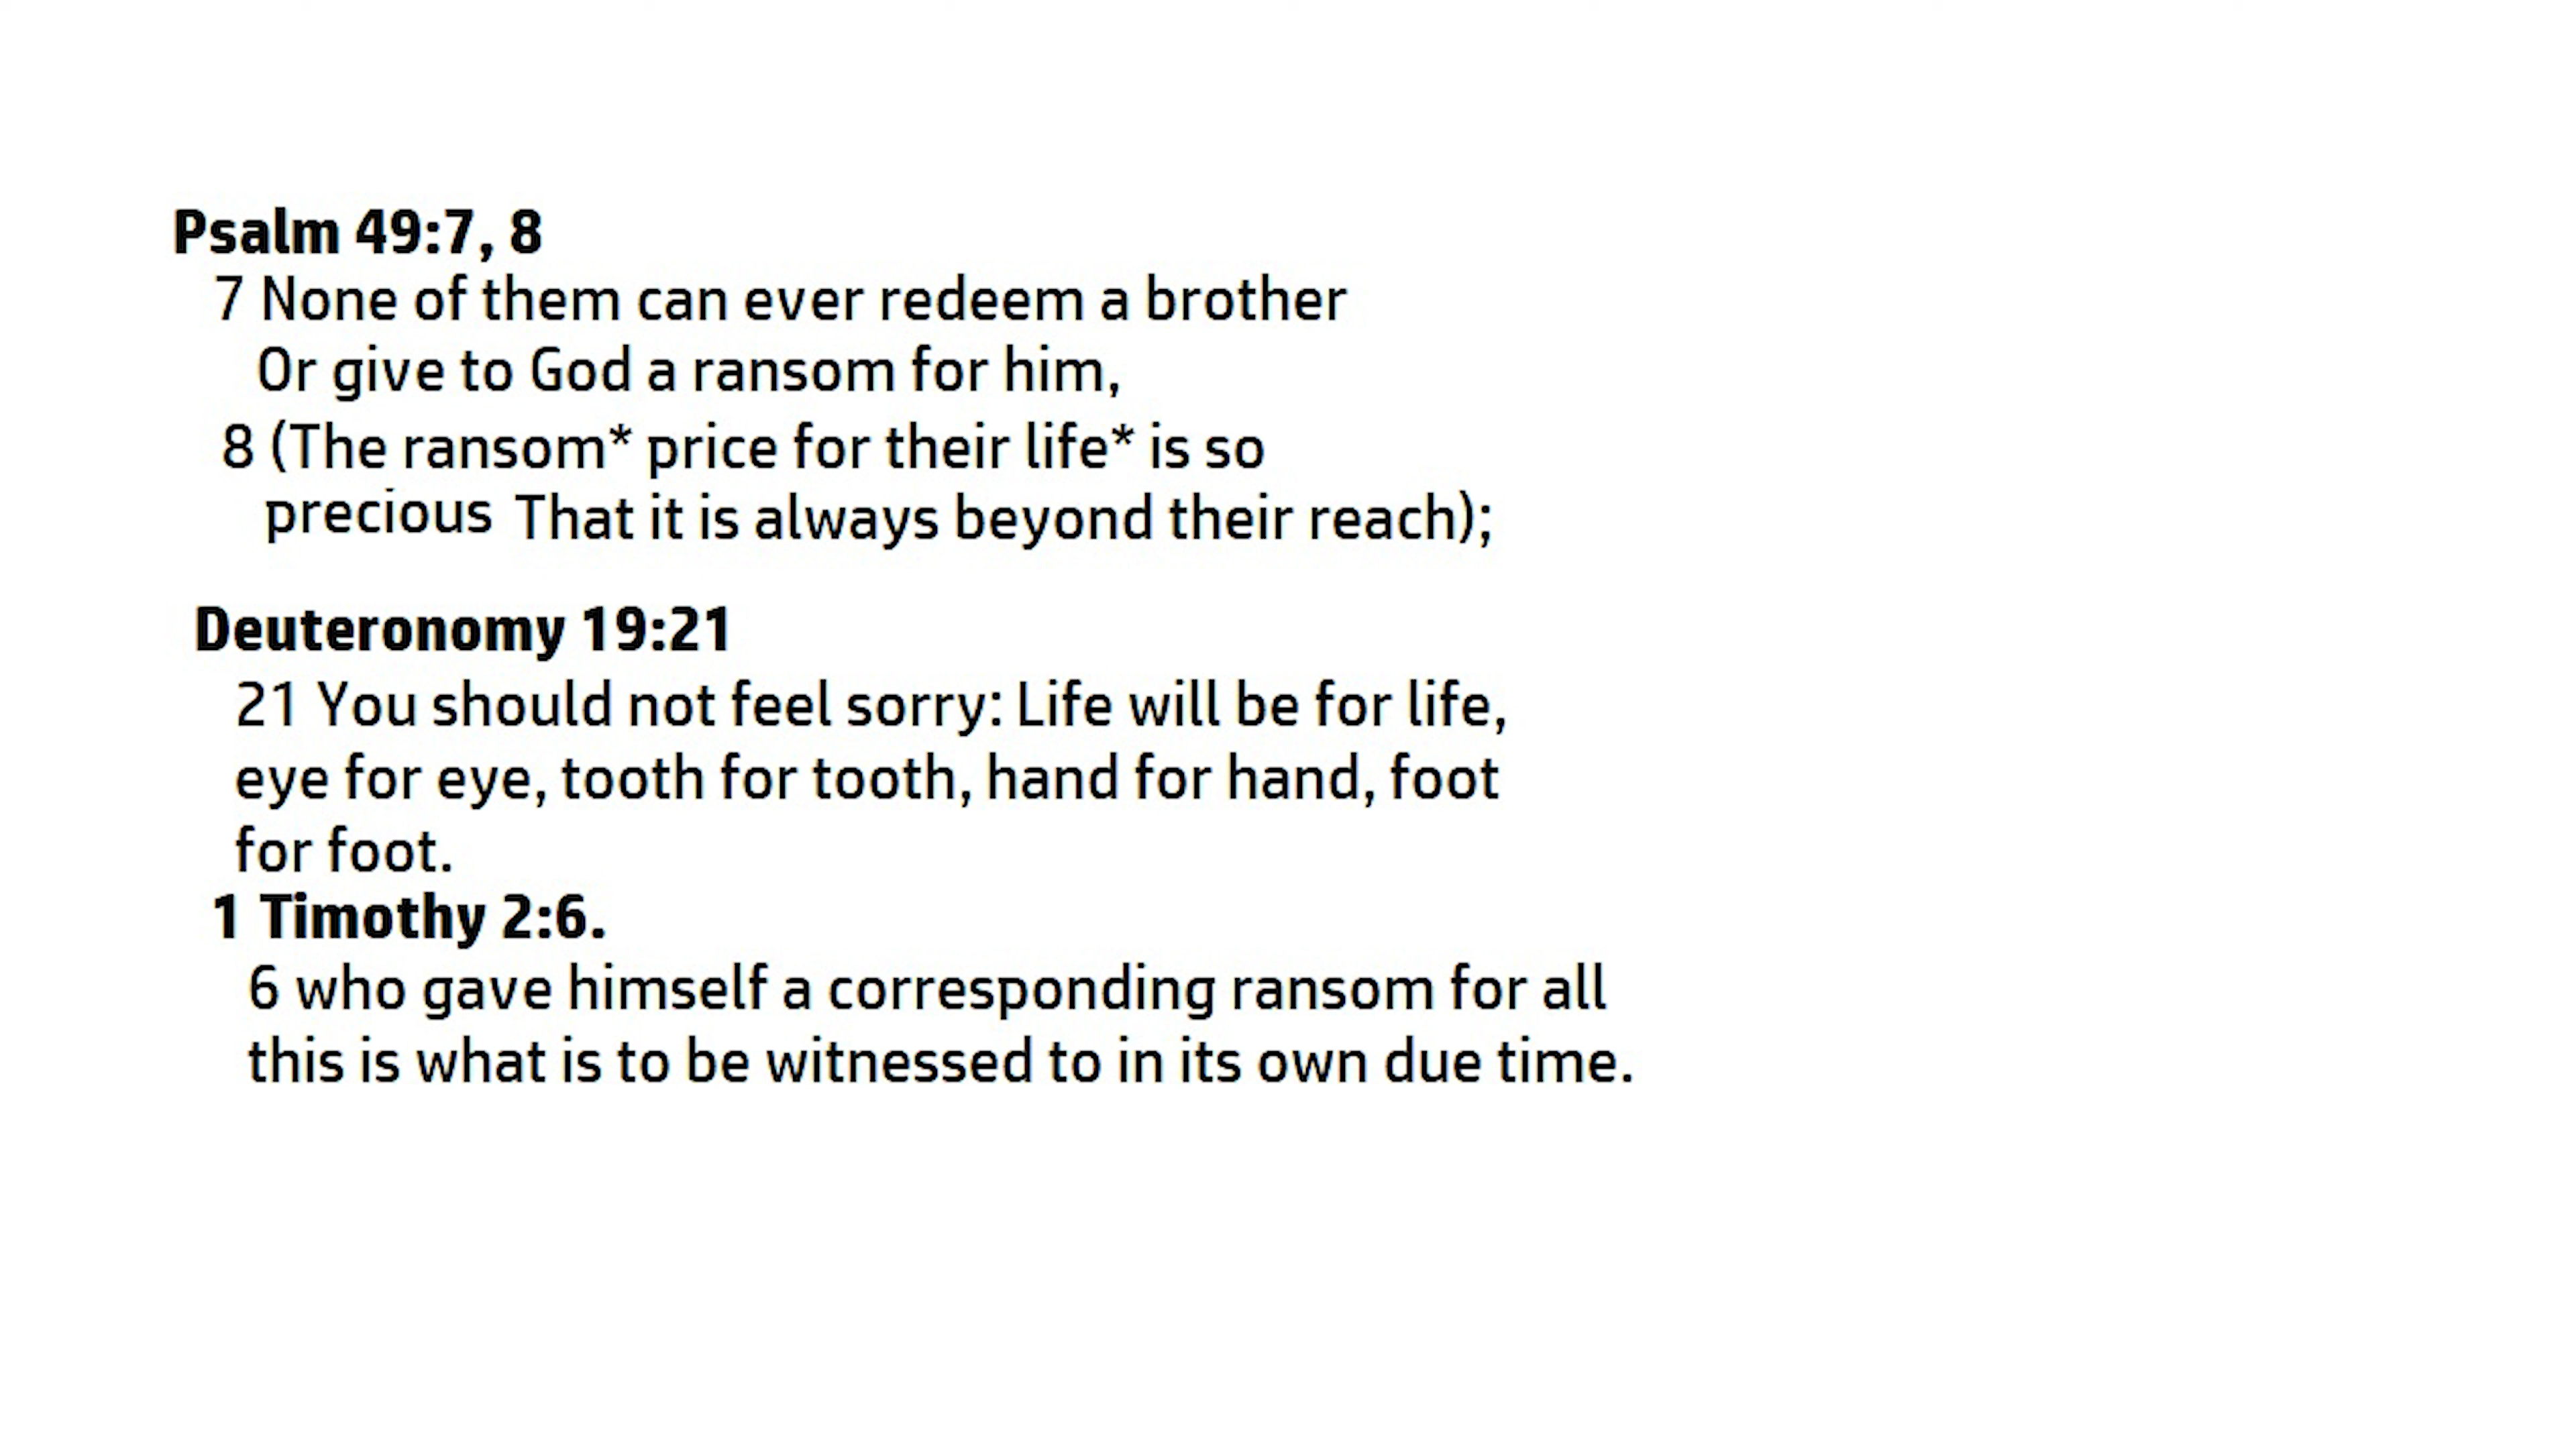 Psalm 49:7, 8
7 None of them can ever redeem a brother
Or give to God a ransom for him,
8 (The ransom* price for their life* is so
precious That it is always beyond their reach);
Deuteronomy 19:21
21 You should not feel sorry: Life will be for life,
eye for eye, tooth for tooth, hand for hand, foot
for foot.
1 Timothy 2:6.
6 who gave himself a corresponding ransom for all
this is what is to be witnessed to in its own due time.